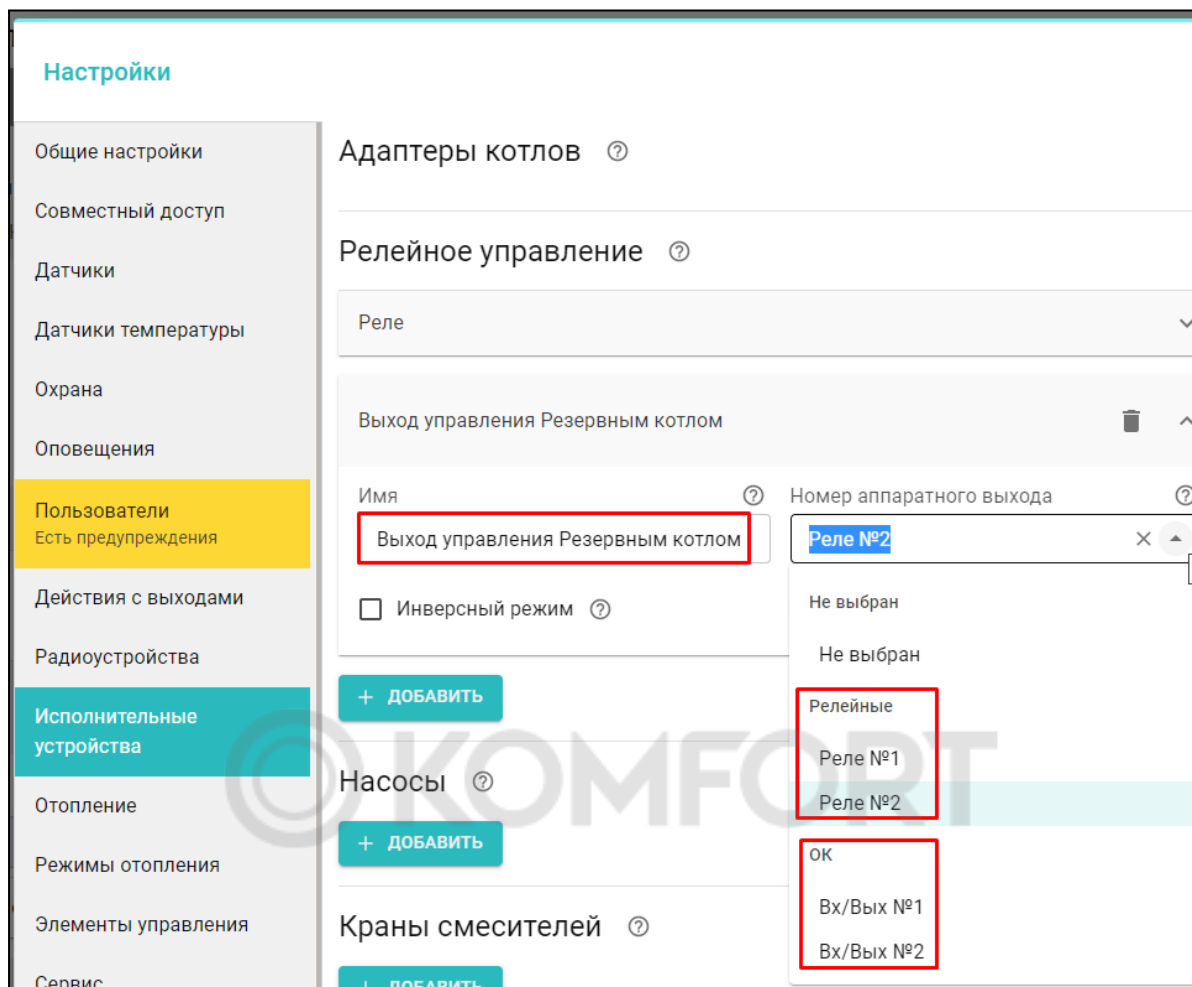 Настройки
Общие настройки
Совместный доступ
Датчики
Датчики температуры
Охрана
Оповещения
Пользователи
Есть предупреждения
Действия с выходами
Радиоустройства
Исполнительные
устройства
Отопление
Режимы отопления
Элементы управления
Сервис
Адаптеры котлов
Релейное управление
Реле
Выход управления Резервным котлом
Имя
Выход управления Резервным котлом
Инверсный режим
Номер аппаратного выхода
Реле №2
Не выбран
Не выбран
Релейные
Реле №1
Реле №2
ОК
Вх/Вых №1
Вх/Вых №2
+ ДОБАВИТЬ
Насосы
+ ДОБАВИТЬ
Краны смесителей
+ ДОБАВИТЬ
KOMFORT